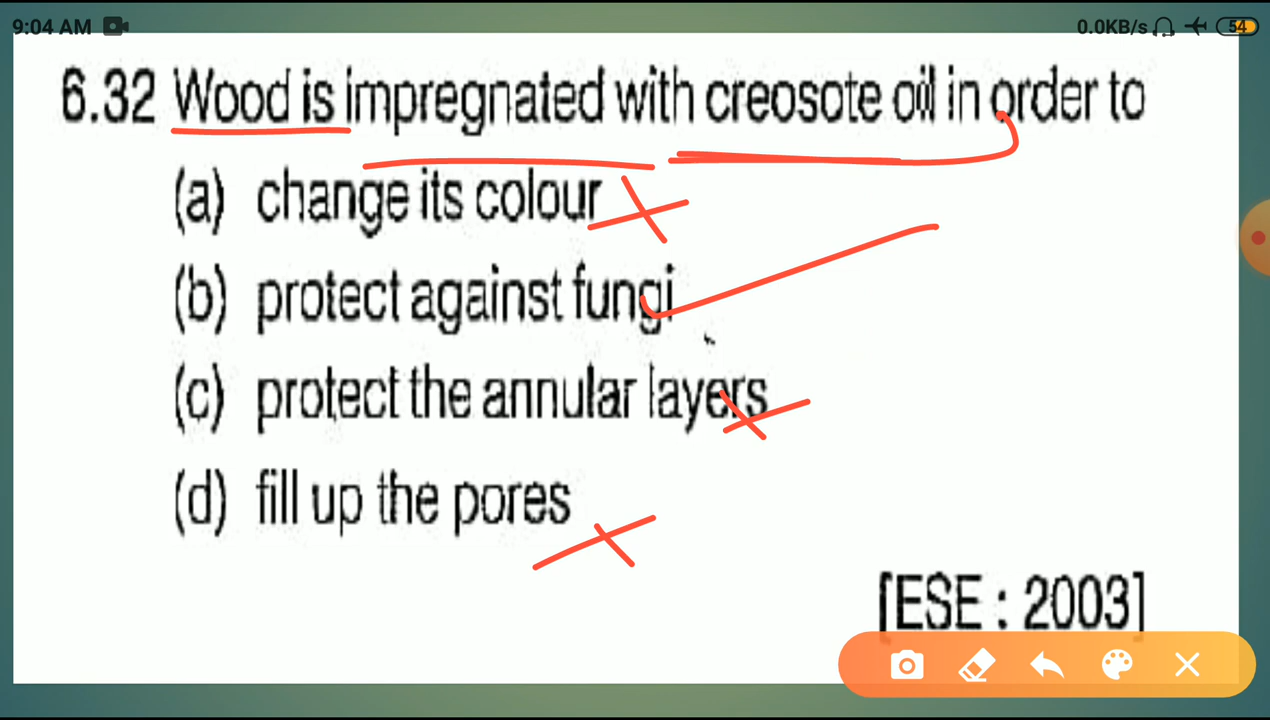 9:04 AM
0.0KB/s
54
6.32 Wood is impregnated with creosote oil in order to
(a) change its colour
(b) protect against fungi
(c) protect the annular layers
(d) fill up the pores
[ESE : 2003]